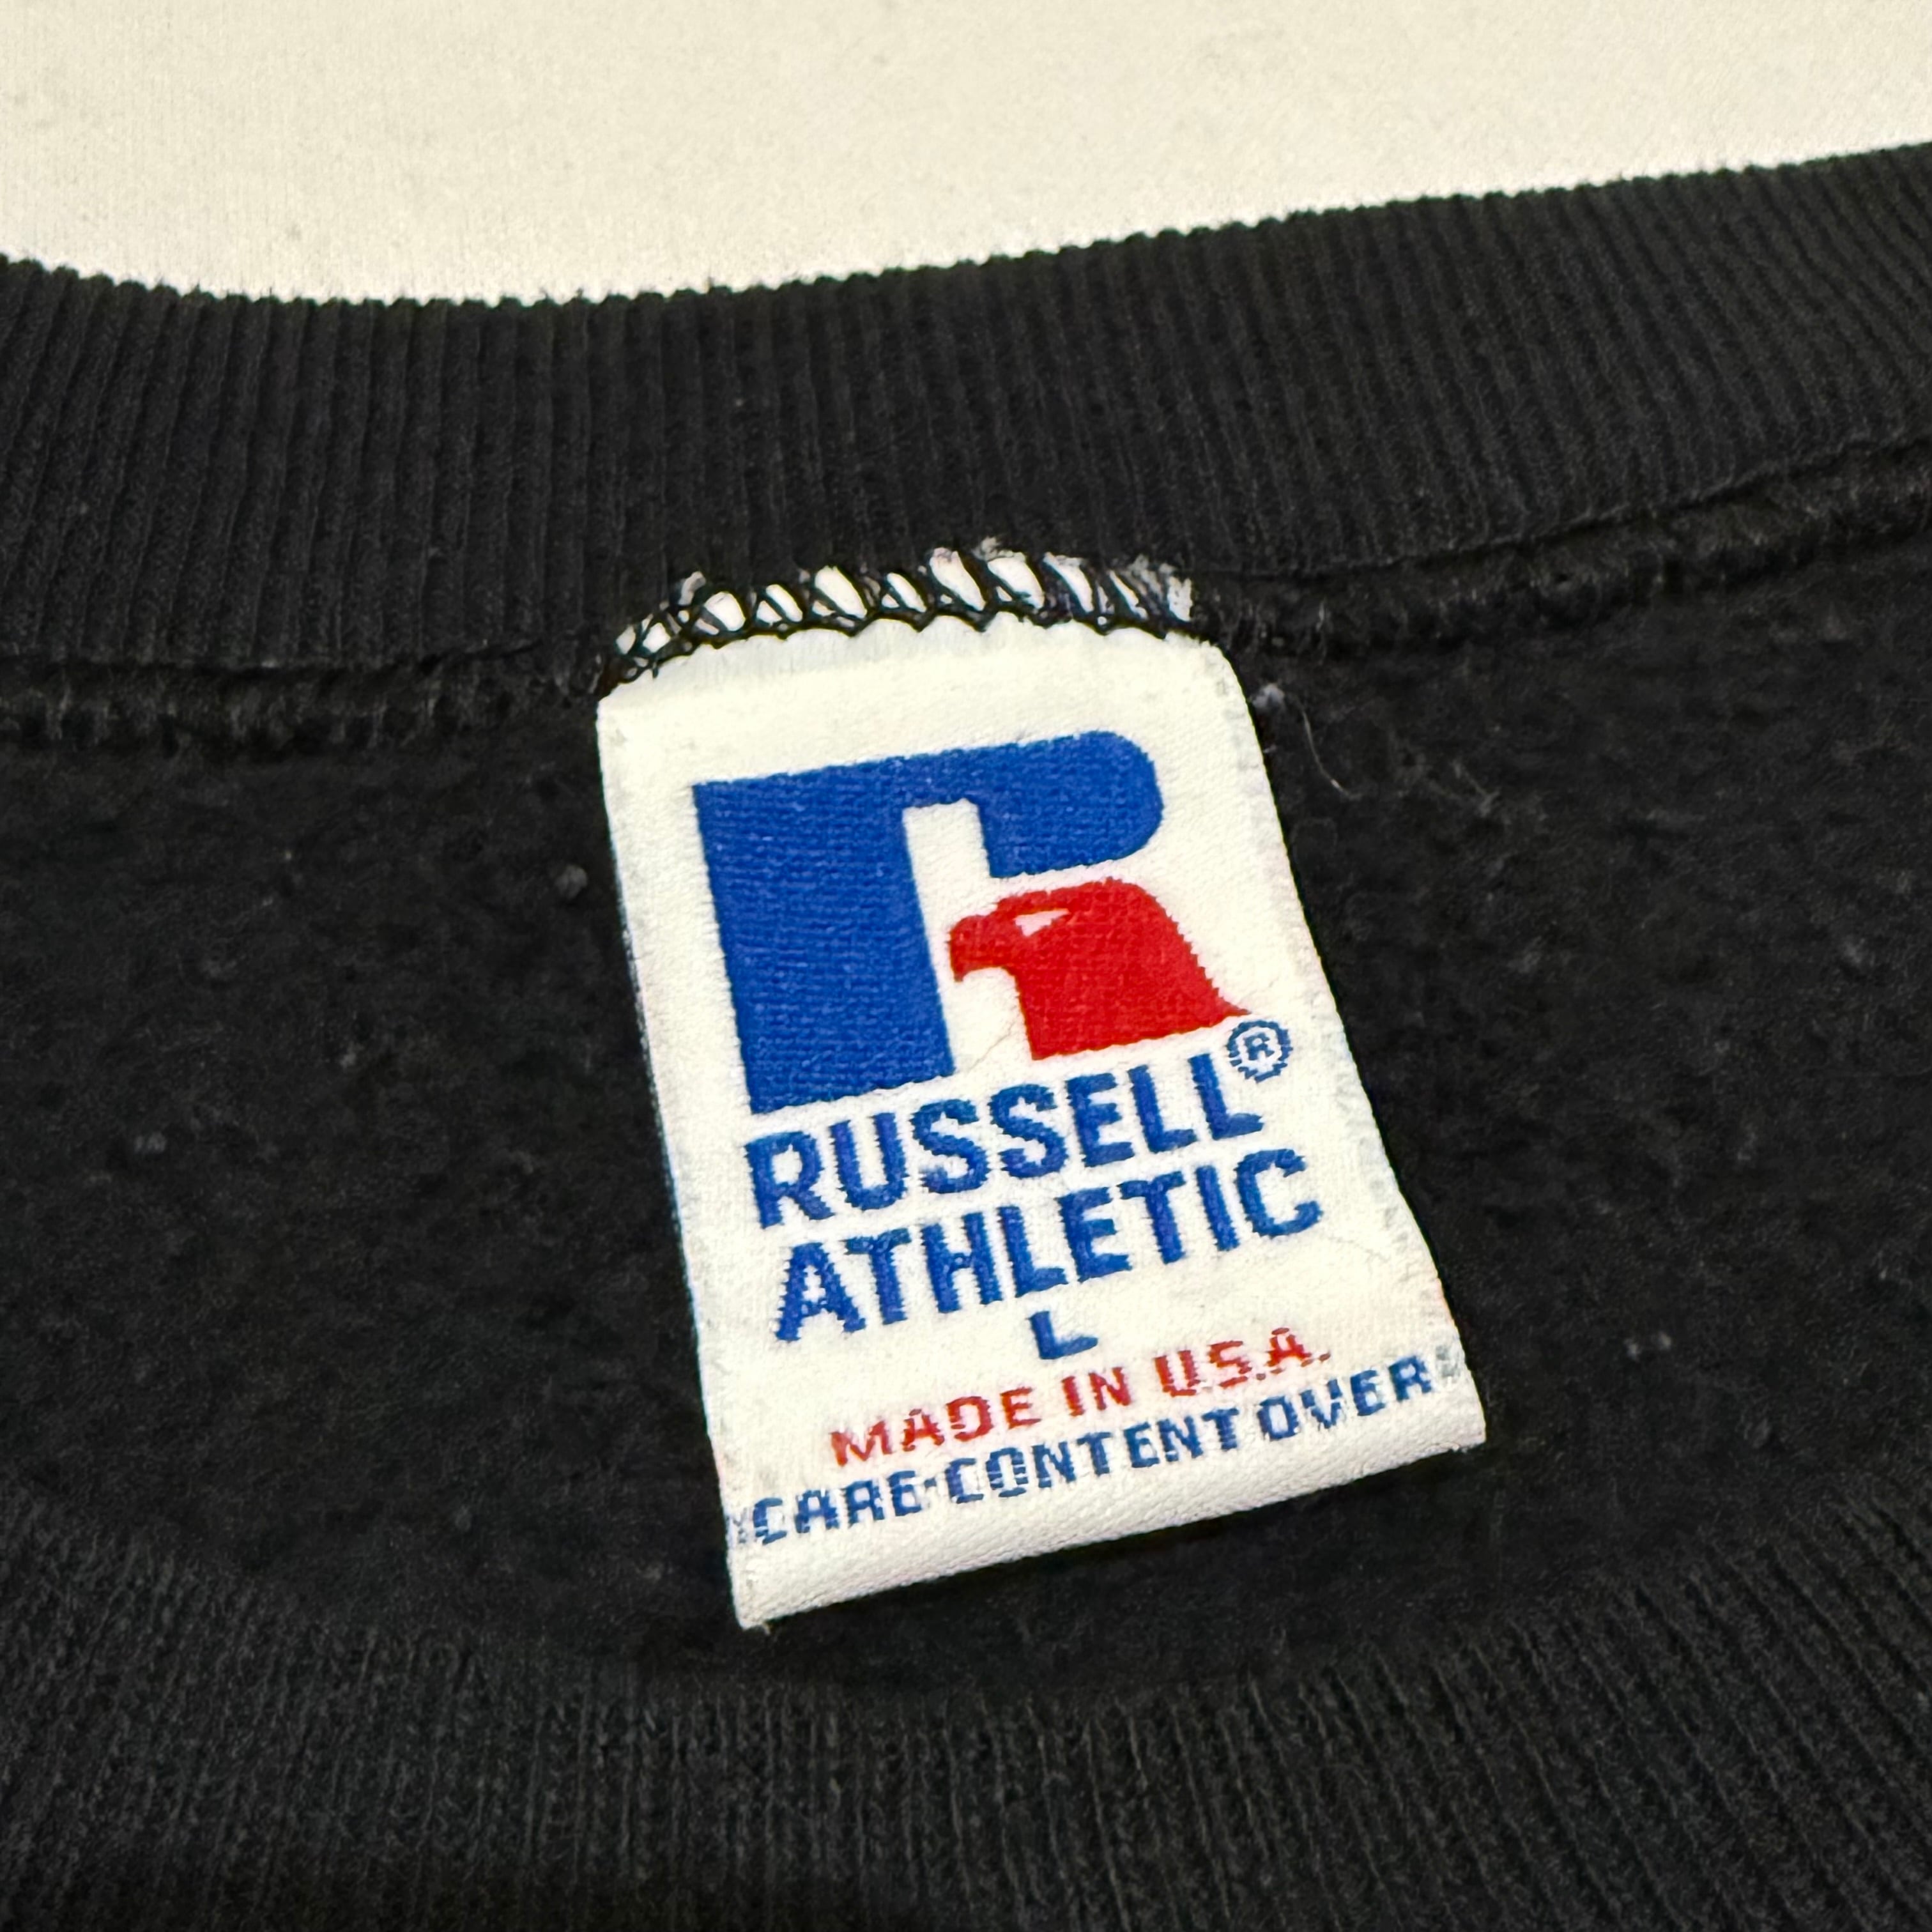 RUSSELL®
ATHLETIC
L
MADE IN U.S.A.
CARE·CONTENT OVER